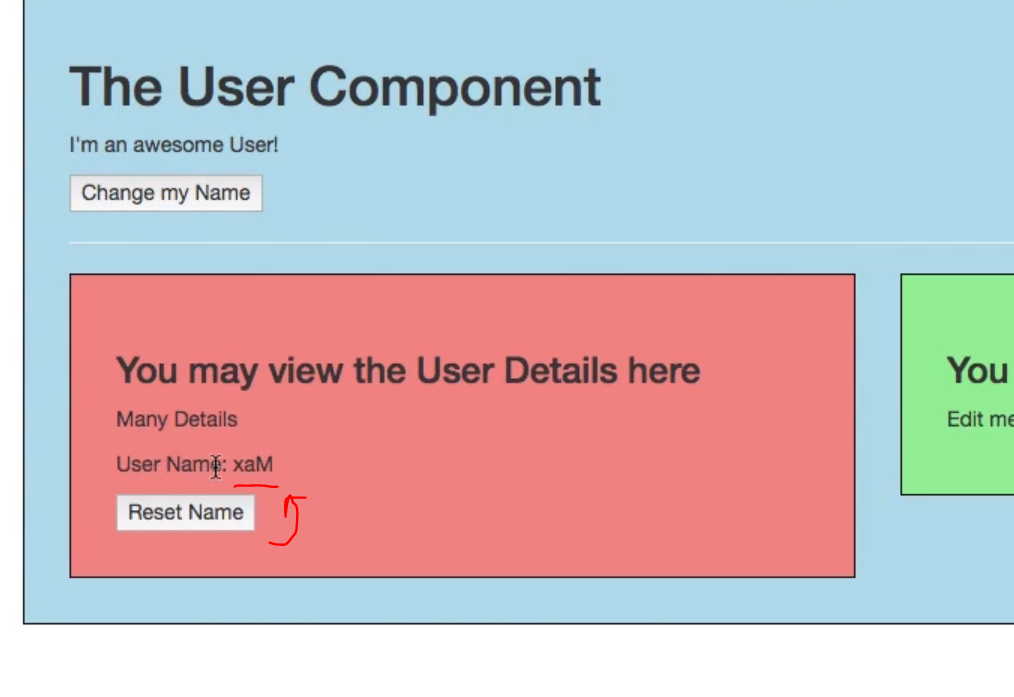 The User Component
I'm an awesome User!
Change my Name
You may view the User Details here
Many Details
User Name: xaM
Reset Name
You
Edit me